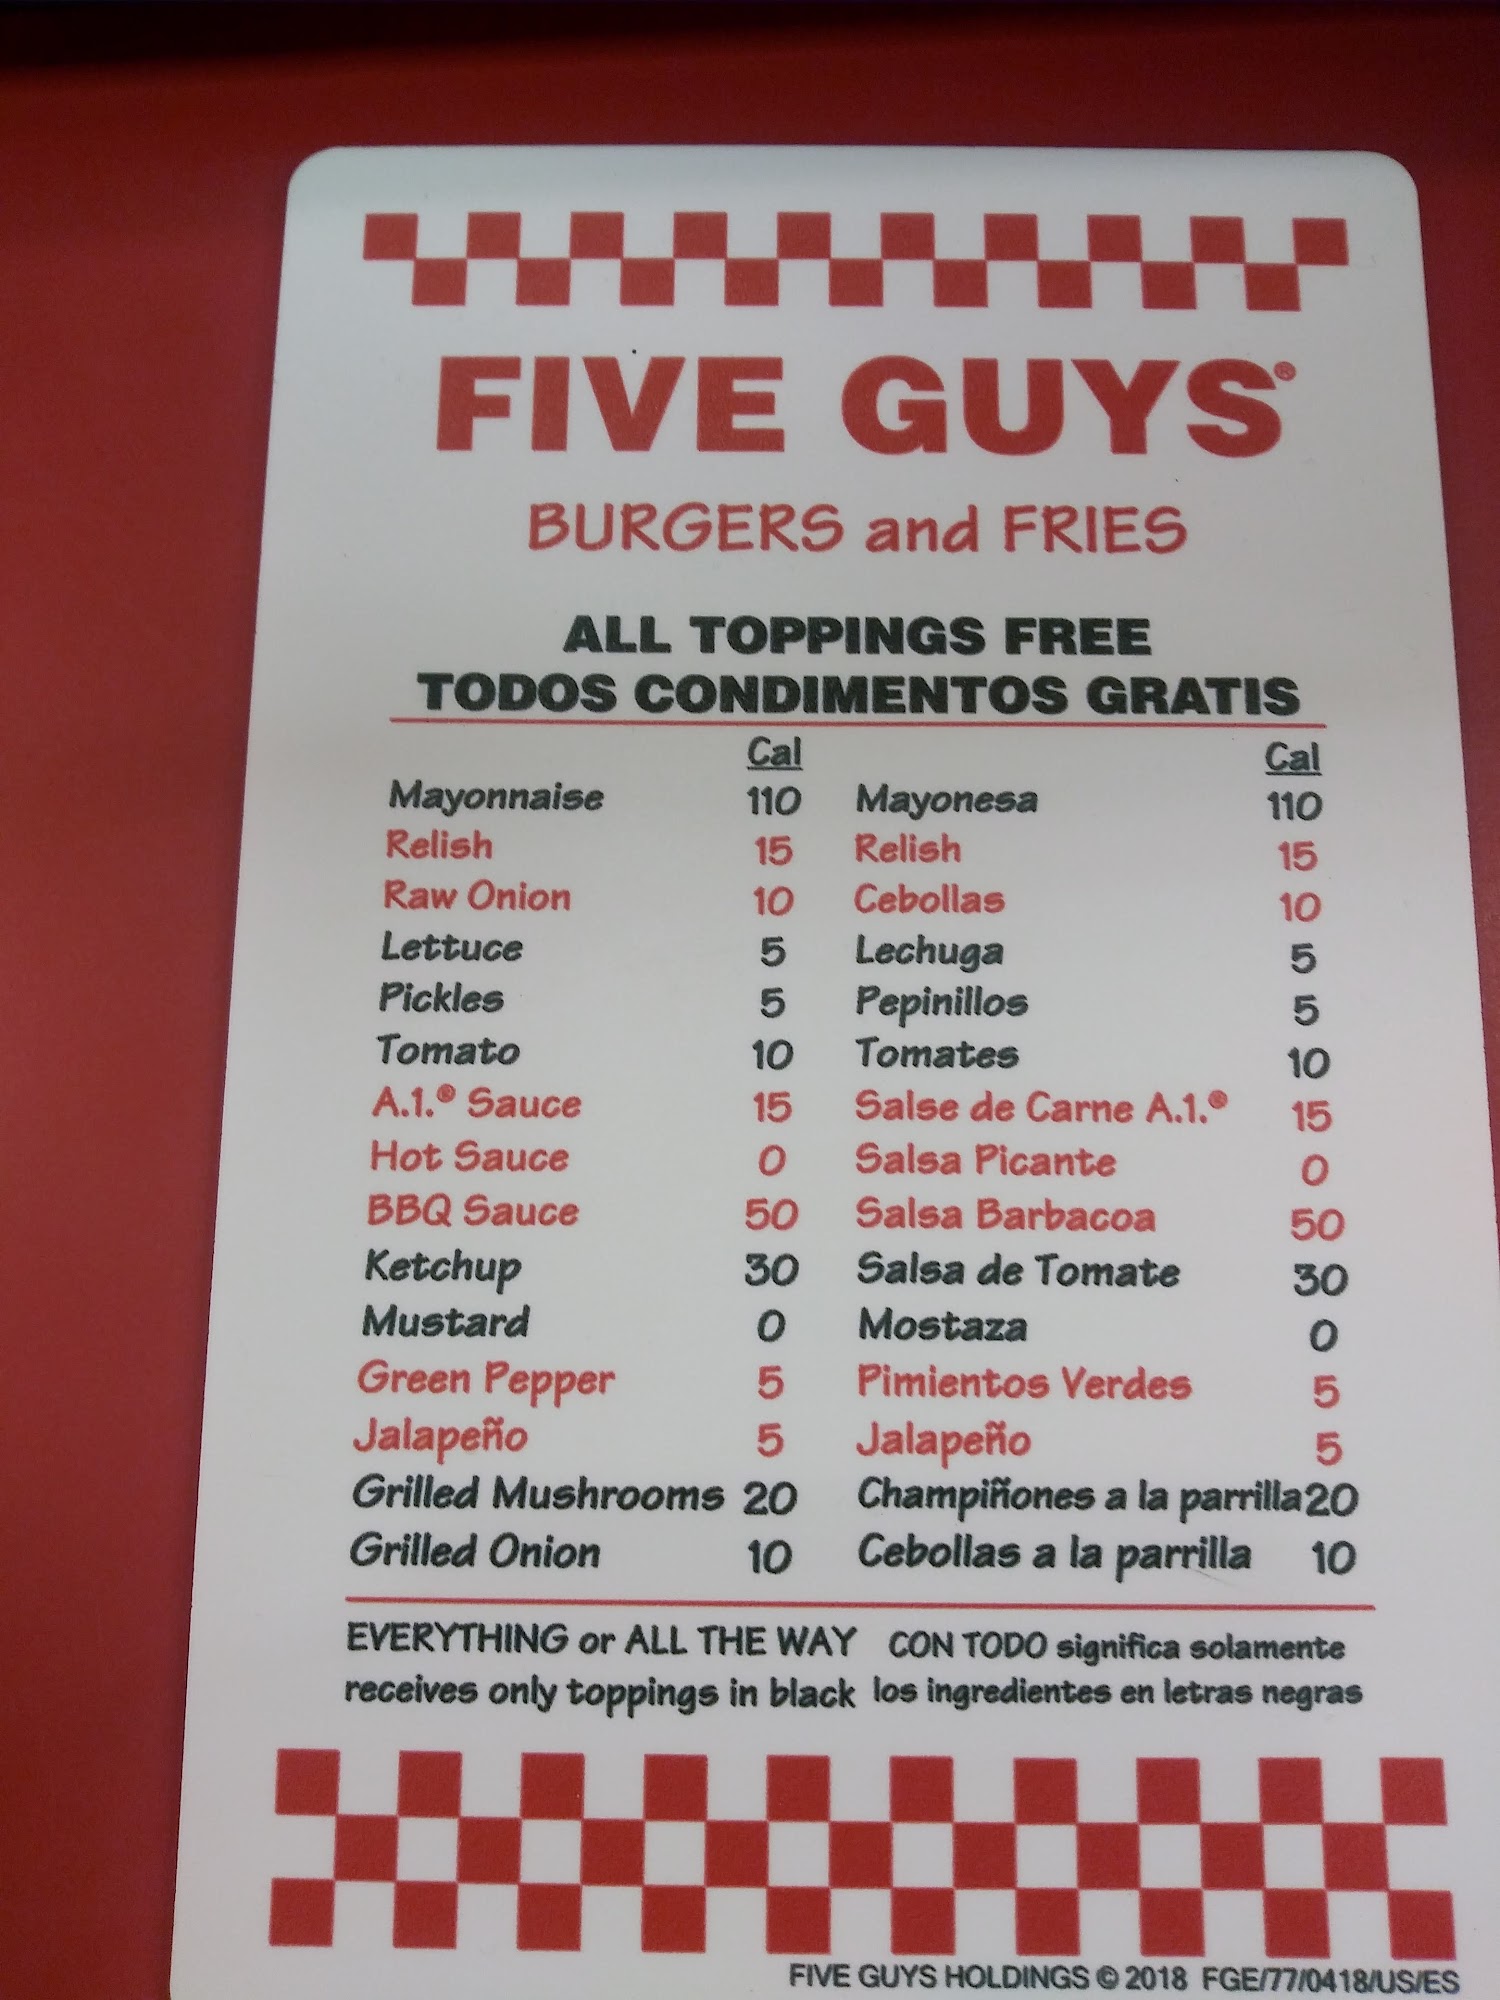 FIVE GUYS®
BURGERS and FRIES
ALL TOPPINGS FREE
TODOS CONDIMENTOS GRATIS
Cal Cal
Mayonnaise 110 Mayonesa 110
Relish 15 Relish 15
Raw Onion 10 Cebollas 10
Lettuce 5 Lechuga 5
Pickles 5 Pepinillos 5
Tomato 10 Tomates 10
A.1.® Sauce 15 Salse de Carne A.1.® 15
Hot Sauce 0 Salsa Picante 0
BBQ Sauce 50 Salsa Barbacoa 50
Ketchup 30 Salsa de Tomate 30
Mustard 0 Mostaza 0
Green Pepper 5 Pimientos Verdes 5
Jalapeño 5 Jalapeño 5
Grilled Mushrooms 20 Champiñones a la parrilla 20
Grilled Onion 10 Cebollas a la parrilla 10
EVERYTHING or ALL THE WAY CON TODO significa solamente
receives only toppings in black los ingredientes en letras negras
FIVE GUYS HOLDINGS © 2018 FGE/77/0418/US/ES